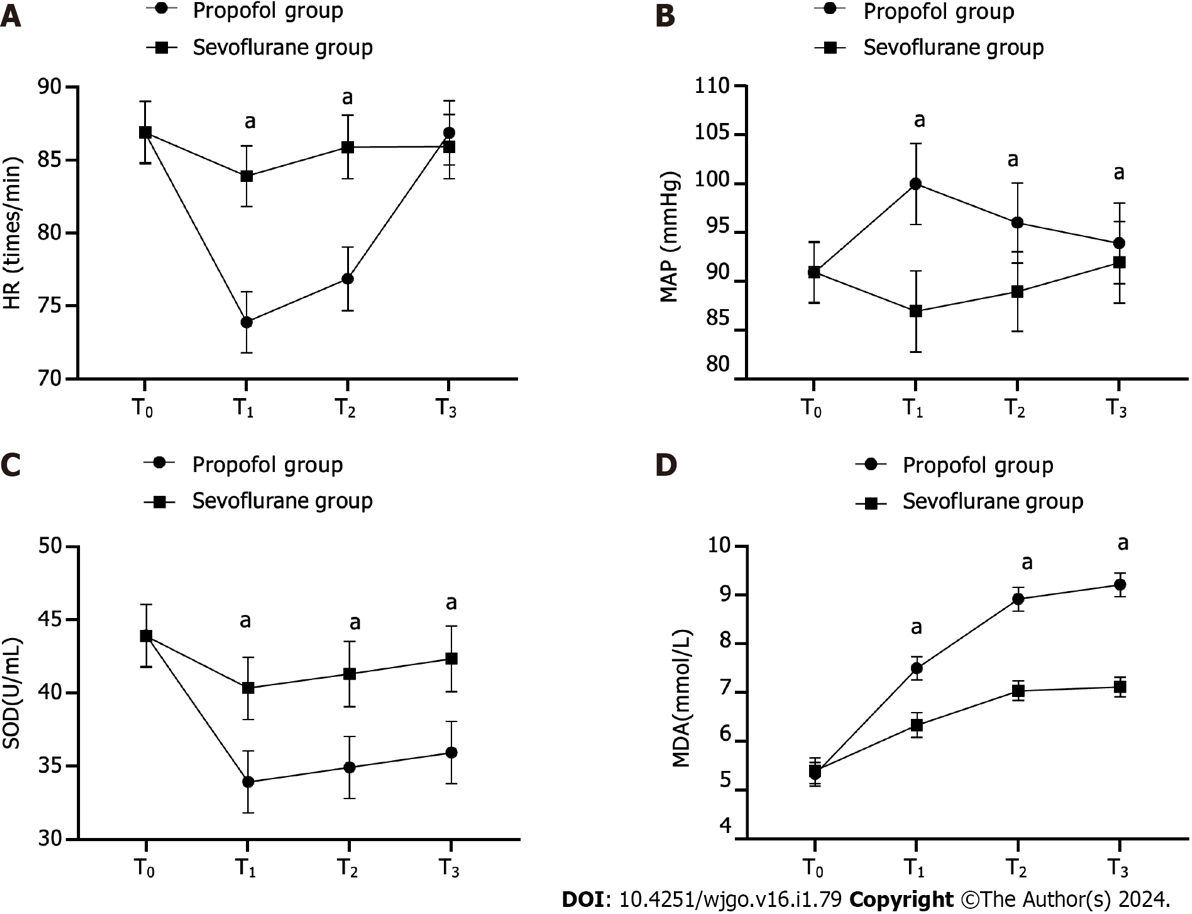 A
Propofol group
Sevoflurane group
a
a
90
85
80
75
70
HR (times/min)
T₀ T₁ T₂ T₃
B
Propofol group
Sevoflurane group
a
a
a
110
105
100
95
90
85
80
MAP (mmHg)
T₀ T₁ T₂ T₃
C
Propofol group
Sevoflurane group
a
a
a
50
45
40
35
30
SOD(U/mL)
T₀ T₁ T₂ T₃
D
Propofol group
Sevoflurane group
a
a
a
10
9
8
7
6
5
4
MDA(mmol/L)
T₀ T₁ T₂ T₃
DOI: 10.4251/wjgo.v16.i1.79 Copyright ©The Author(s) 2024.